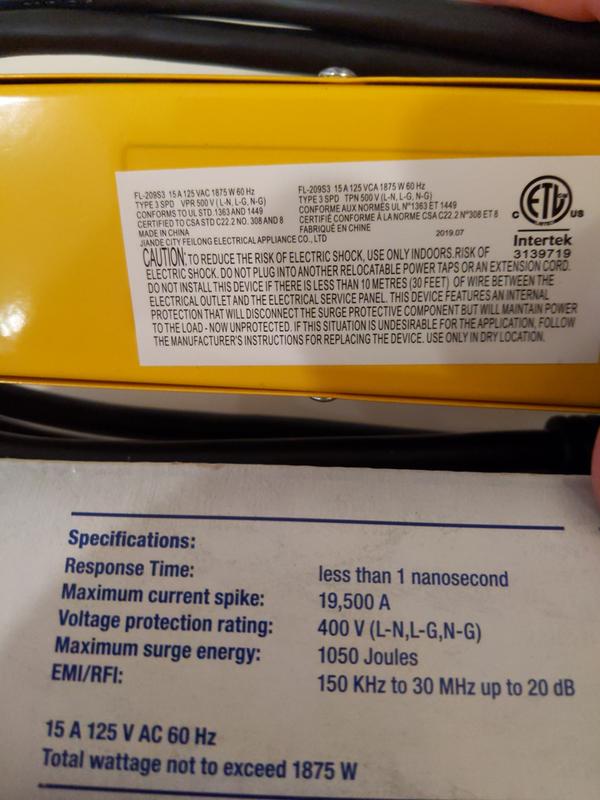 FL-209S3 15 A 125 VAC 1875 W 60 Hz
TYPE 3 SPD VPR 500 V (L-N, L-G, N-G)
CONFORMS TO UL STD.1363 AND 1449
CERTIFIED TO CSA STD C22.2 NO. 308 AND 8
MADE IN CHINA
JIANDE CITY FEILONG ELECTRICAL APPLIANCE CO., LTD
FL-209S3 15 A 125 VCA 1875 W 60 Hz
TYPE 3 SPD TPN 500 V (L-N, L-G, N-G)
CONFORME AUX NORMES UL N°1363 ET 1449
CERTIFIÉ CONFORME À LA NORME CSA C22.2 N°308 ET 8
FABRIQUÉ EN CHINE
2019.07
C ETL US
Intertek
3139719
CAUTION: TO REDUCE THE RISK OF ELECTRIC SHOCK, USE ONLY INDOORS.RISK OF
ELECTRIC SHOCK. DO NOT PLUG INTO ANOTHER RELOCATABLE POWER TAPS OR AN EXTENSION CORD.
DO NOT INSTALL THIS DEVICE IF THERE IS LESS THAN 10 METRES (30 FEET) OF WIRE BETWEEN THE
ELECTRICAL OUTLET AND THE ELECTRICAL SERVICE PANEL. THIS DEVICE FEATURES AN INTERNAL
PROTECTION THAT WILL DISCONNECT THE SURGE PROTECTIVE COMPONENT BUT WILL MAINTAIN POWER
TO THE LOAD - NOW UNPROTECTED. IF THIS SITUATION IS UNDESIRABLE FOR THE APPLICATION, FOLLOW
THE MANUFACTURER'S INSTRUCTIONS FOR REPLACING THE DEVICE. USE ONLY IN DRY LOCATION.
Specifications:
Response Time: less than 1 nanosecond
Maximum current spike: 19,500 A
Voltage protection rating: 400 V (L-N,L-G,N-G)
Maximum surge energy: 1050 Joules
EMI/RFI: 150 KHz to 30 MHz up to 20 dB
15 A 125 V AC 60 Hz
Total wattage not to exceed 1875 W